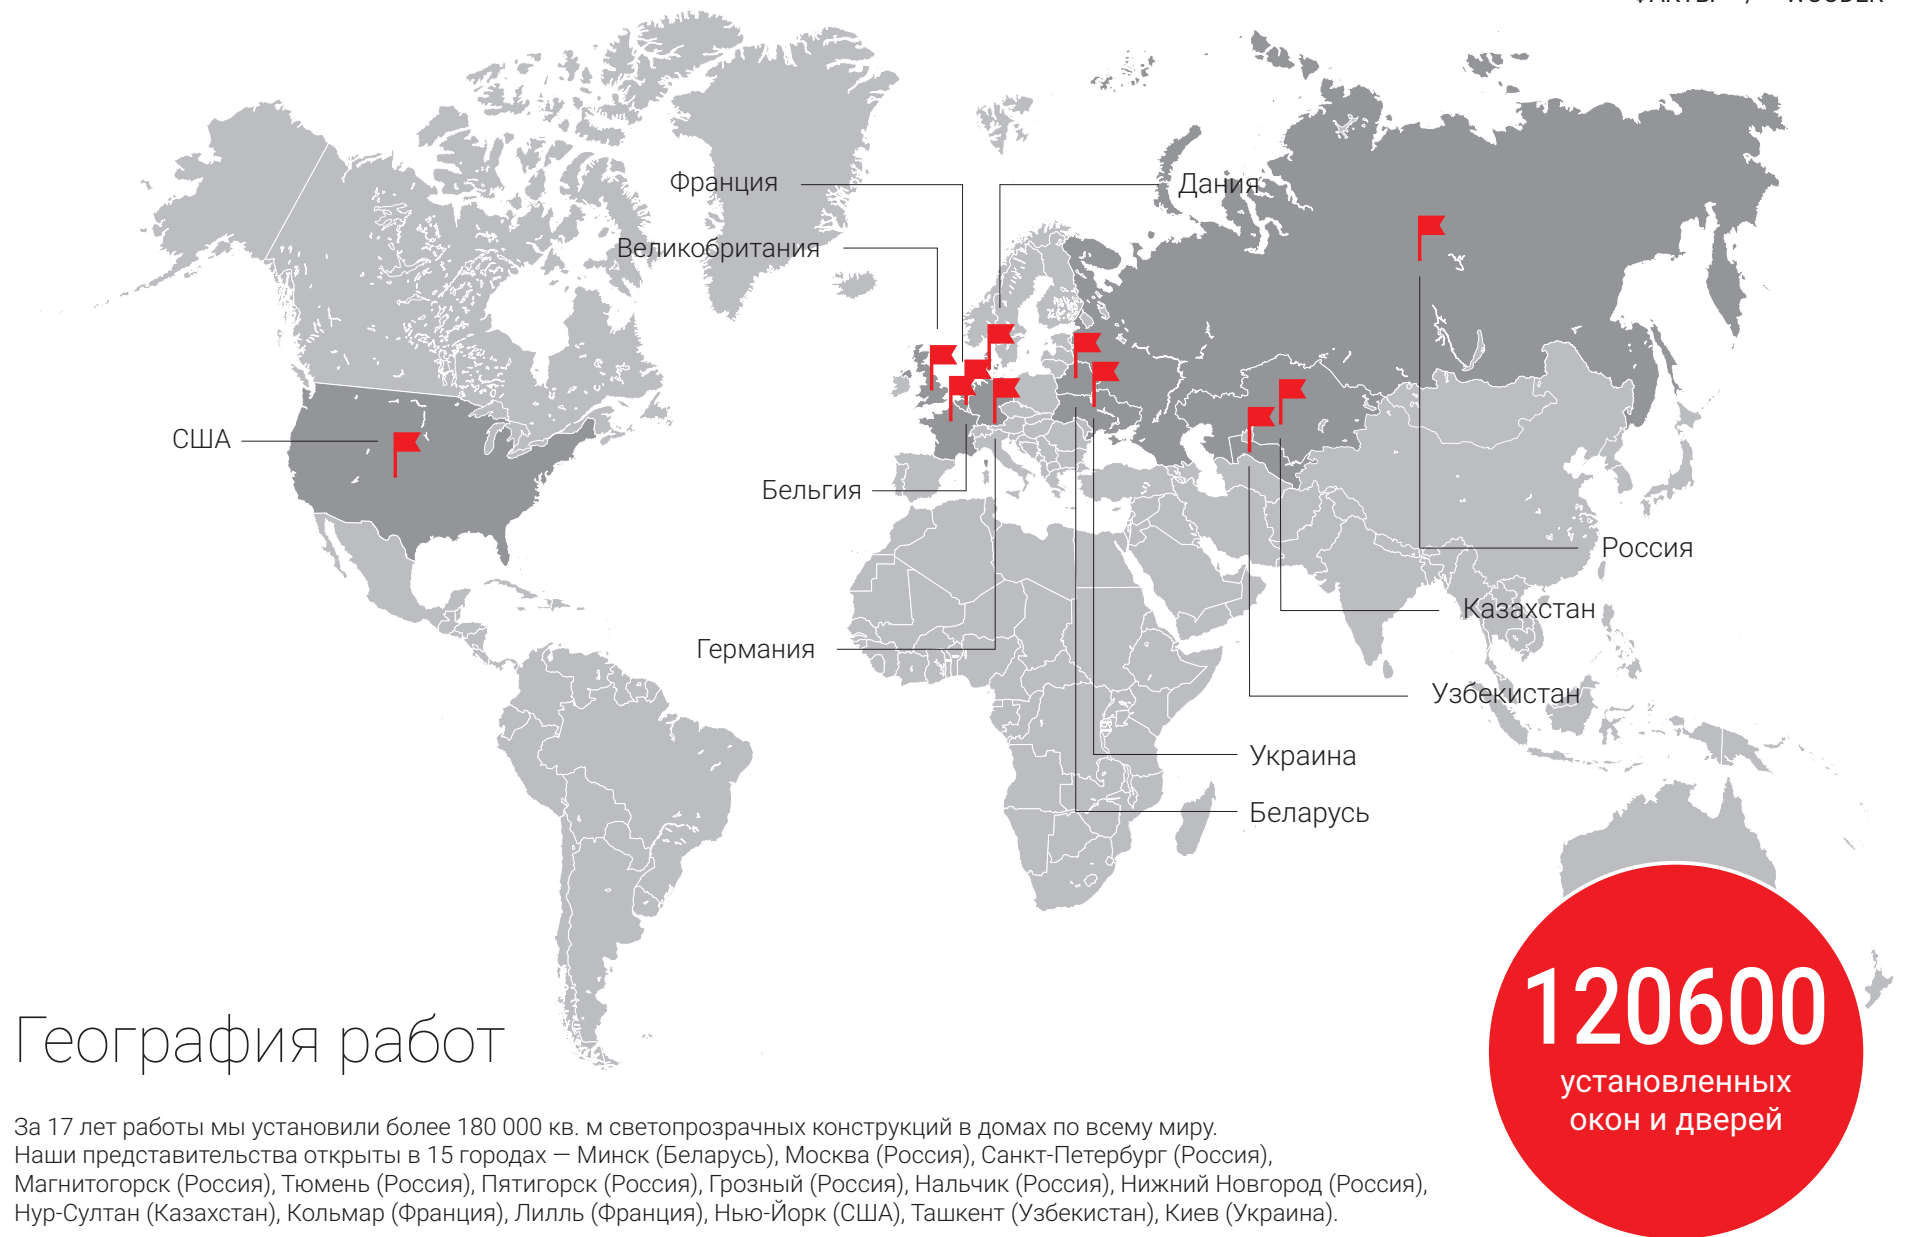 ФАКТЫ / WOODER
Франция
Дания
Великобритания
США
Бельгия
Россия
Казахстан
Германия
Узбекистан
Украина
Беларусь
120600
установленных
окон и дверей
География работ
За 17 лет работы мы установили более 180 000 кв. м светопрозрачных конструкций в домах по всему миру.
Наши представительства открыты в 15 городах — Минск (Беларусь), Москва (Россия), Санкт-Петербург (Россия),
Магнитогорск (Россия), Тюмень (Россия), Пятигорск (Россия), Грозный (Россия), Нальчик (Россия), Нижний Новгород (Россия),
Нур-Султан (Казахстан), Кольмар (Франция), Лилль (Франция), Нью-Йорк (США), Ташкент (Узбекистан), Киев (Украина).